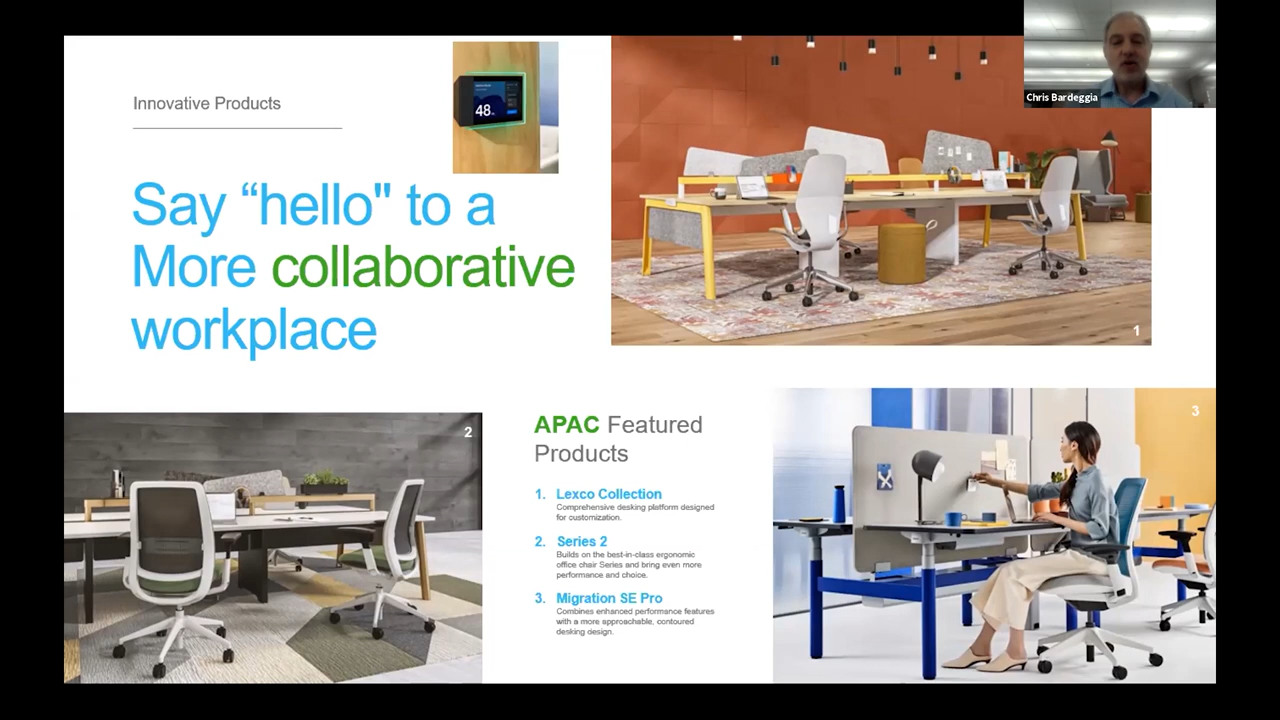 Innovative Products
48
Say “hello" to a
More collaborative
workplace
Chris Bardeggia
1
2
APAC Featured
Products
1. Lexco Collection
Comprehensive desking platform designed
for customization.
2. Series 2
Builds on the best-in-class ergonomic
office chair Series and bring even more
performance and choice.
3. Migration SE Pro
Combines enhanced performance features
with a more approachable, contoured
desking design.
3